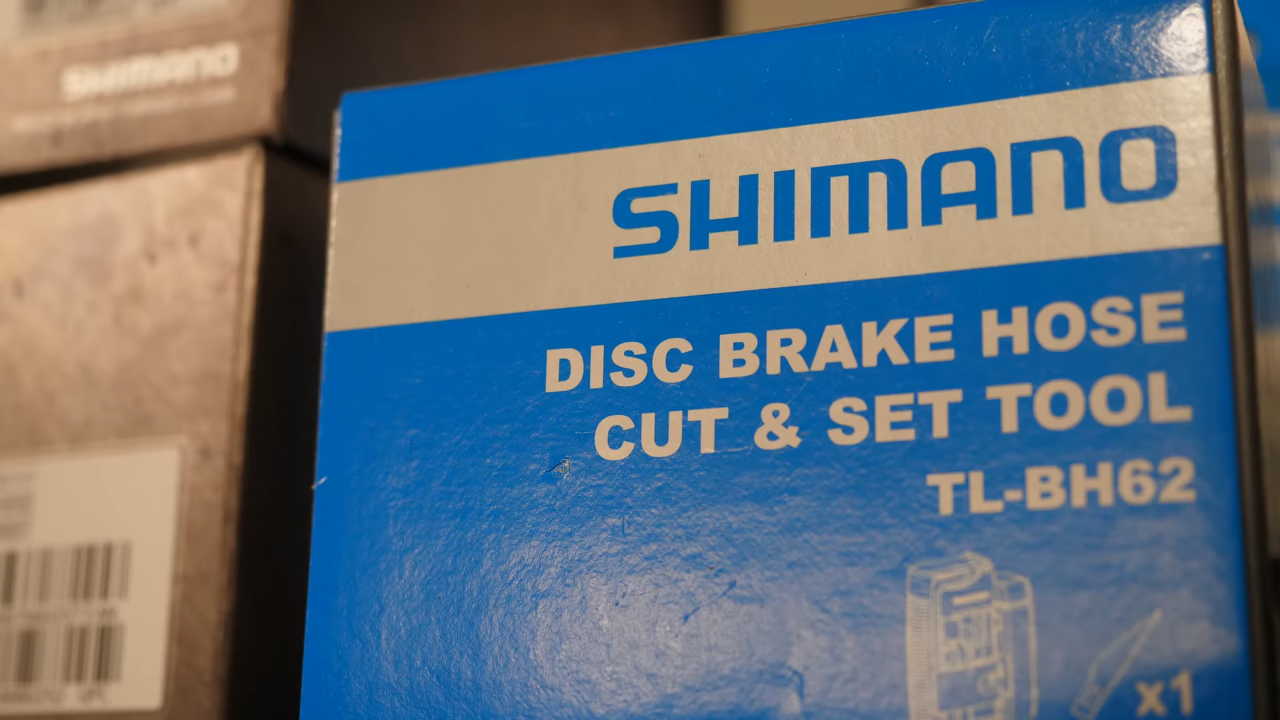 SHIMANO
SHIMANO
DISC BRAKE HOSE
CUT & SET TOOL
TL-BH62
x1